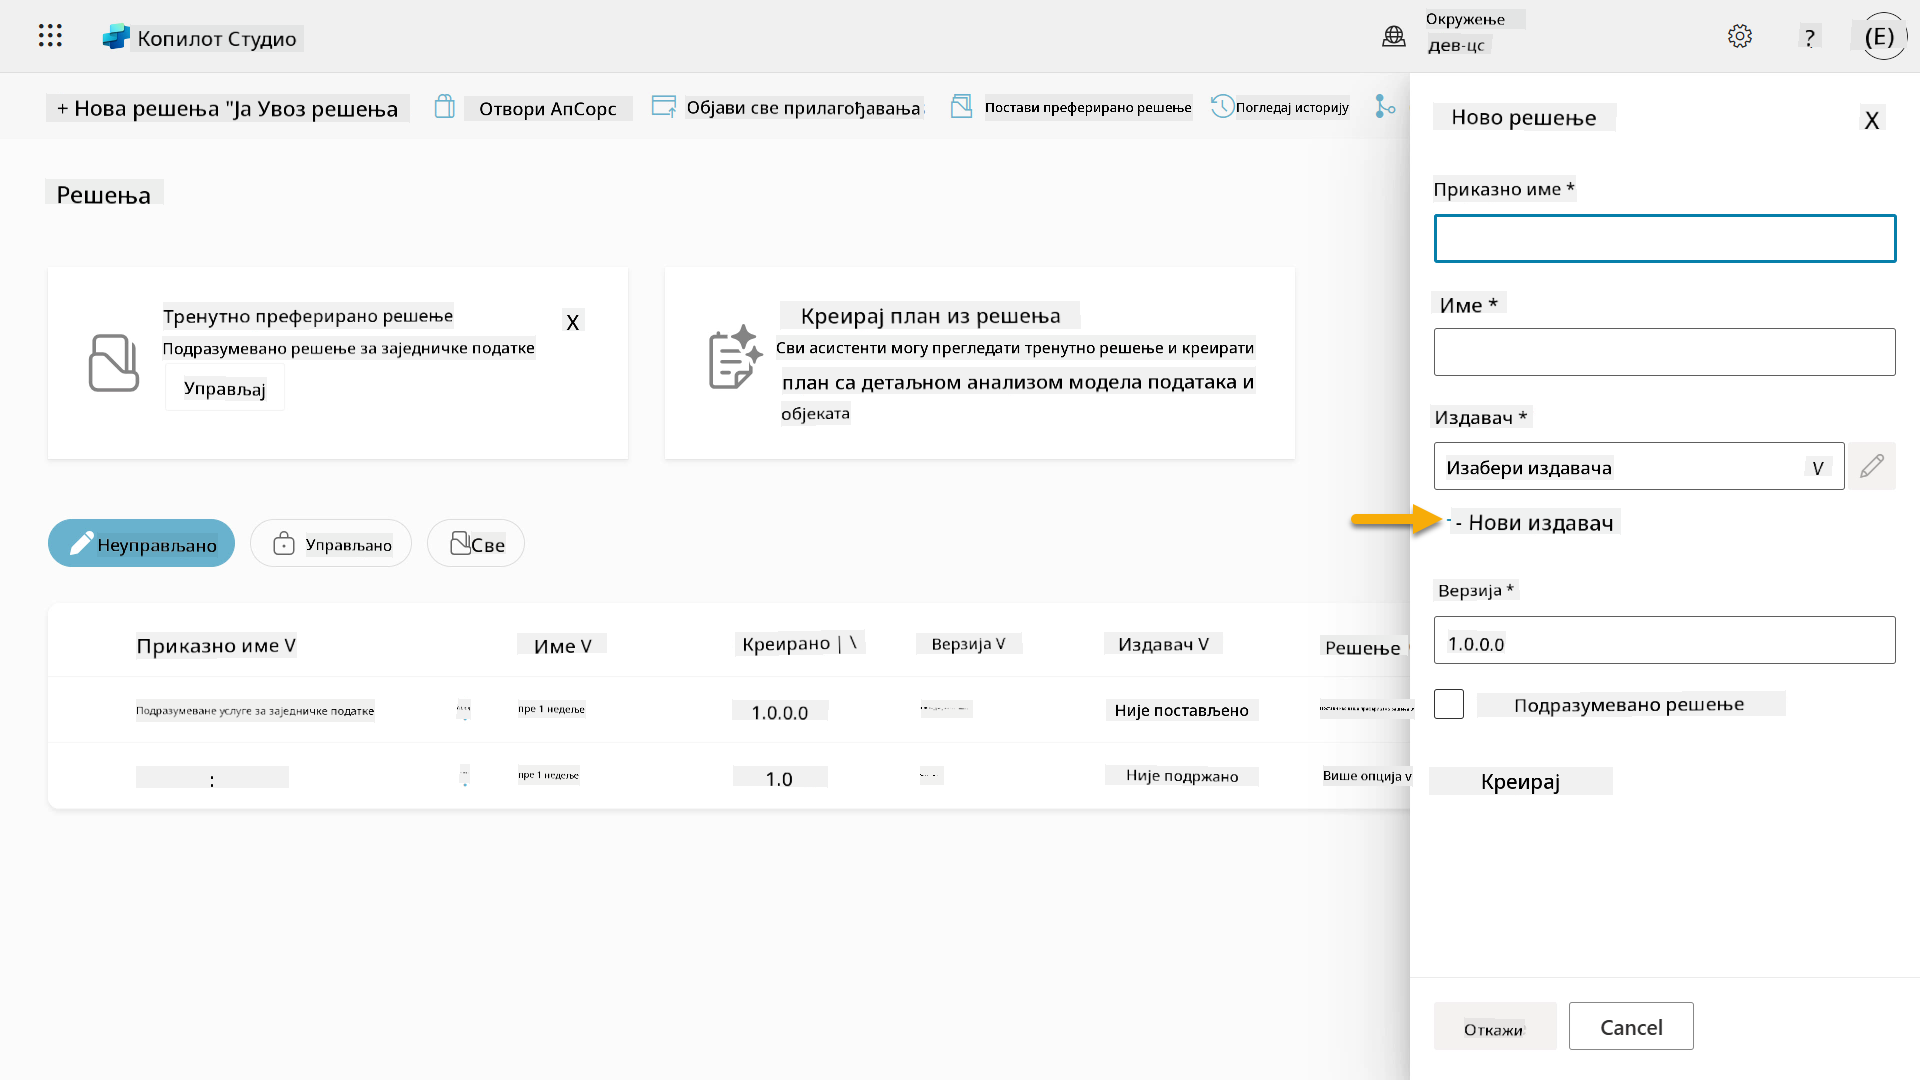 Копилот Студио
Окружење
дев-цс
?
(Е)
+ Нова решења "Ја Увоз решења
Отвори АпСорс
Објави све прилагођавања
Постави преферирано решење
Погледај историју
Решења
Тренутно преферирано решење
X
Подразумевано решење за заједничке податке
Управљај
Креирај план из решења
Сви асистенти могу прегледати тренутно решење и креирати
план са детаљном анализом модела података и
објеката
Неуправљано
Управљано
Све
Приказно име V
Име V
Креирано | \
Верзија V
Издавач V
Решење
Подразумеване услуге за заједничке податке
пре 1 недеље
1.0.0.0
Није постављено
:
пре 1 недеље
1.0
Није подржано
Више опција v
Ново решење
X
Приказно име *
Име *
Издавач *
Изабери издавача
V
- Нови издавач
Верзија *
1.0.0.0
Подразумевано решење
Креирај
Откажи
Cancel